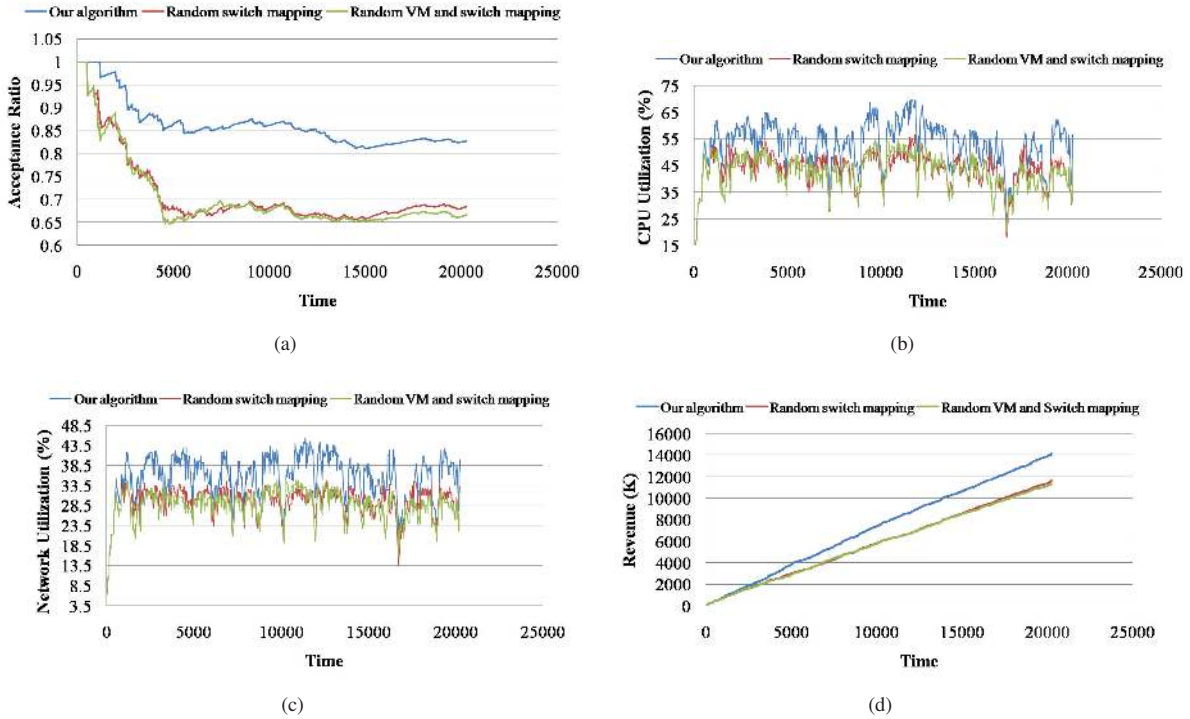 Our algorithm Random switch mapping Random VM and switch mapping
1.05
1
0.95
0.9
0.85
0.8
0.75
0.7
0.65
0.6
Acceptance Ratio
0 5000 10000 15000 20000 25000
Time
(a)
Our algorithm Random switch mapping Random VM and switch mapping
75
65
55
45
35
25
15
CPU Utilization (%)
0 5000 10000 15000 20000 25000
Time
(b)
Our algorithm Random switch mapping Random VM and switch mapping
48.5
43.5
38.5
33.5
28.5
23.5
18.5
13.5
8.5
3.5
Network Utilization (%)
0 5000 10000 15000 20000 25000
Time
(c)
Our algorithm Random switch mapping Random VM and Switch mapping
16000
14000
12000
10000
8000
6000
4000
2000
0
Revenue (K)
0 5000 10000 15000 20000 25000
Time
(d)